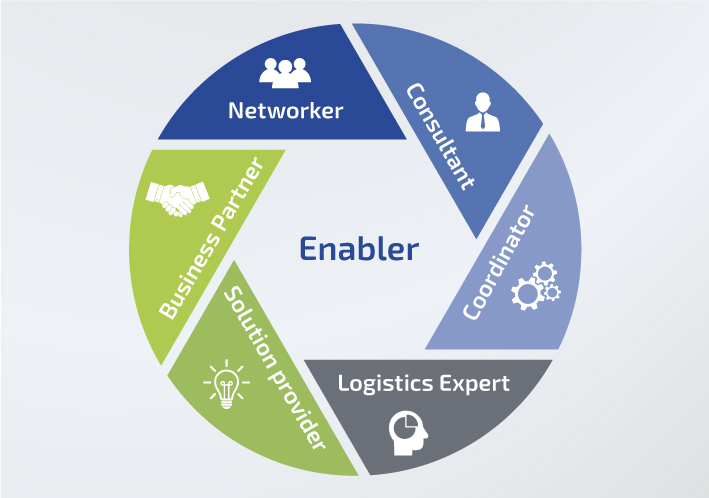 Networker
Consultant
Coordinator
Logistics Expert
Solution provider
Business Partner
Enabler